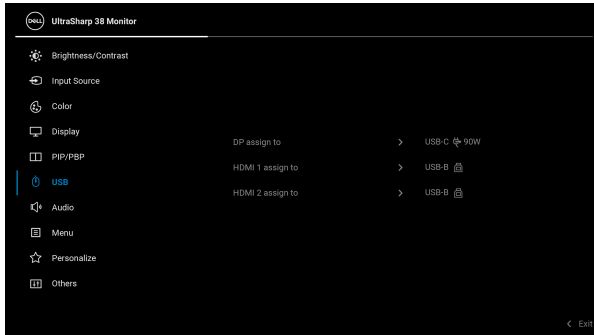 DELL UltraSharp 38 Monitor
Brightness/Contrast
Input Source
Color
Display
DP assign to > USB-C 90W
PIP/PBP
HDMI 1 assign to > USB-B
USB
HDMI 2 assign to > USB-B
Audio
Menu
Personalize
Others
< Exit